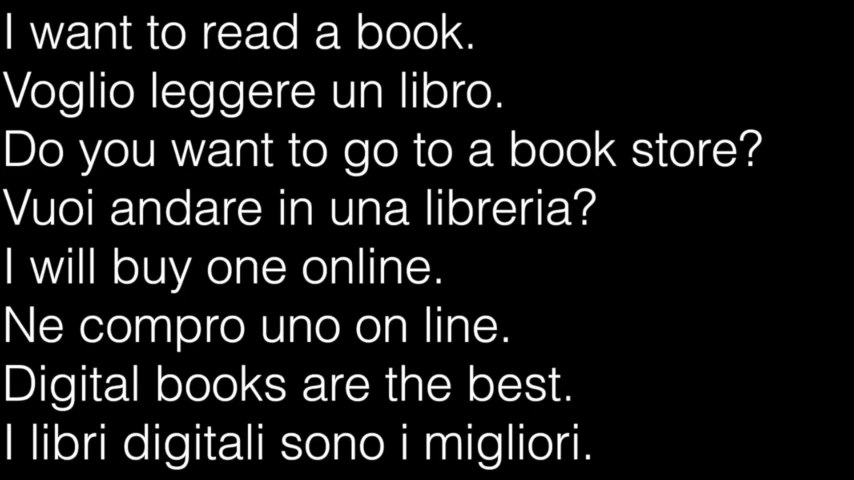 I want to read a book.
Voglio leggere un libro.
Do you want to go to a book store?
Vuoi andare in una libreria?
I will buy one online.
Ne compro uno on line.
Digital books are the best.
I libri digitali sono i migliori.